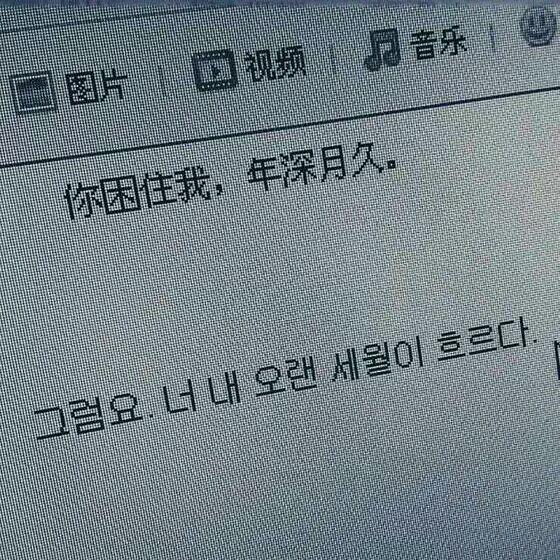 图片 | 视频 | 音乐 |
你困住我，年深月久。
그럼요. 너 내 오랜 세월이 흐르다.